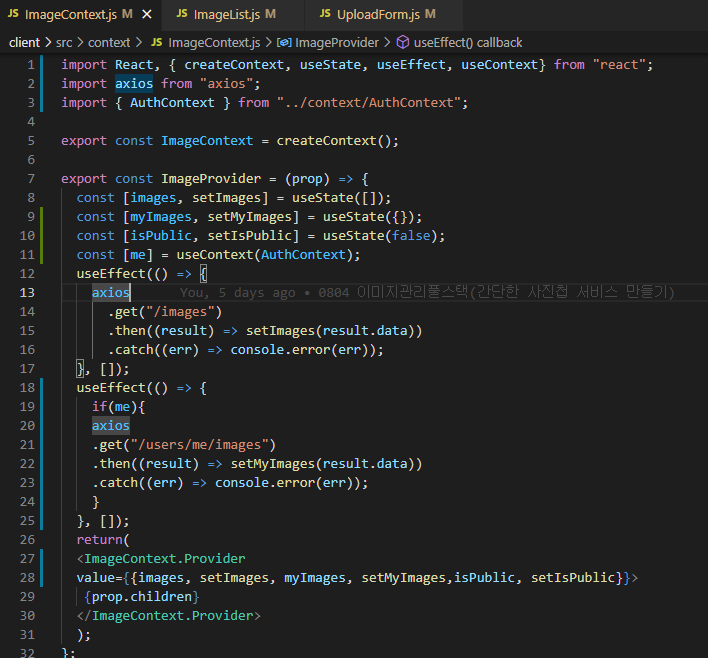 JS ImageContext.js M × JS ImageList.js M JS UploadForm.js M
client > src > context > JS ImageContext.js > ImageProvider > useEffect() callback
1 import React, { createContext, useState, useEffect, useContext} from "react";
2 import axios from "axios";
3 import { AuthContext } from "../context/AuthContext";
4
5 export const ImageContext = createContext();
6
7 export const ImageProvider = (prop) => {
8 const [images, setImages] = useState([]);
9 const [myImages, setMyImages] = useState({});
10 const [isPublic, setIsPublic] = useState(false);
11 const [me] = useContext(AuthContext);
12 useEffect(() => {
13 axios You, 5 days ago • 0804 이미지관리풀스택(간단한 사진첩 서비스 만들기)
14 .get("/images")
15 .then((result) => setImages(result.data))
16 .catch((err) => console.error(err));
17 }, []);
18 useEffect(() => {
19 if(me){
20 axios
21 .get("/users/me/images")
22 .then((result) => setMyImages(result.data))
23 .catch((err) => console.error(err));
24 }
25 }, []);
26 return(
27 <ImageContext.Provider
28 value={{images, setImages, myImages, setMyImages,isPublic, setIsPublic}}>
29 {prop.children}
30 </ImageContext.Provider>
31 );
32 };